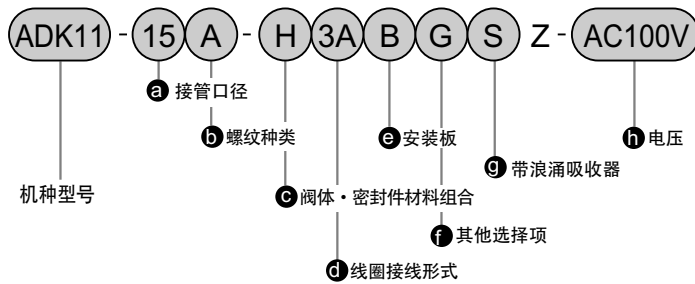 ADK11 - 15 A - H 3A B G S Z - AC100V
a 接管口径
b 螺纹种类
e 安装板
h 电压
g 带浪涌吸收器
机种型号
c 阀体・密封件材料组合
f 其他选择项
d 线圈接线形式